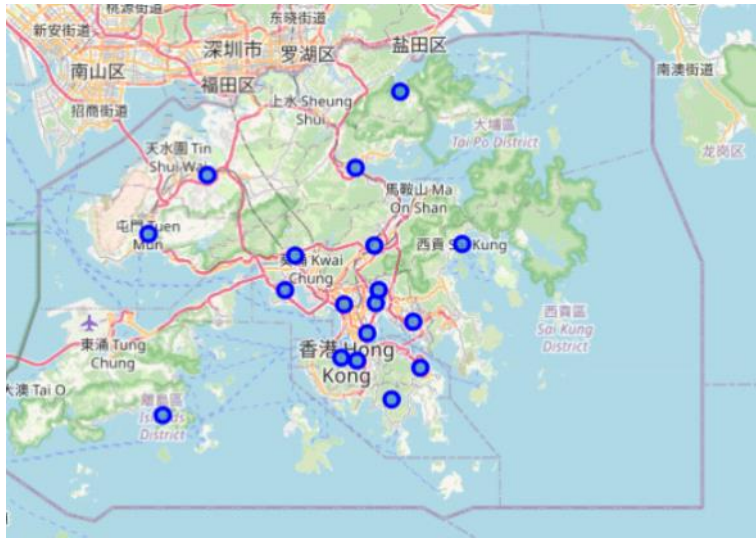 桃源街道
东晓街道
新安街道
深圳市
罗湖区
盐田区
南山区
福田区
南澳街道
招商街道
上水 Sheung
Shui
大埔區
Tai Po District
龙岗区
天水圍 Tin
Shui Wai
馬鞍山 Ma
On Shan
屯門 Tuen
Mun
西貢
Kung
Kwai
Chung
西貢區
Sai Kung
District
東涌 Tung
Chung
香港 Hong
Kong
大澳 Tai O
離島區
Islands
District